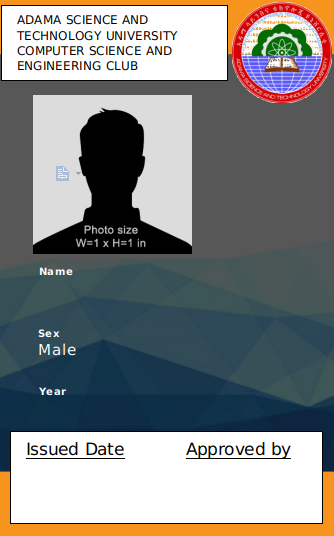 ADAMA SCIENCE AND
TECHNOLOGY UNIVERSITY
COMPUTER SCIENCE AND
ENGINEERING CLUB
ADAMA SCIENCE AND TECHNOLOGY UNIVERSITY
Photo size
W=1 x H=1 in
Name
Sex
Male
Year
Issued Date Approved by